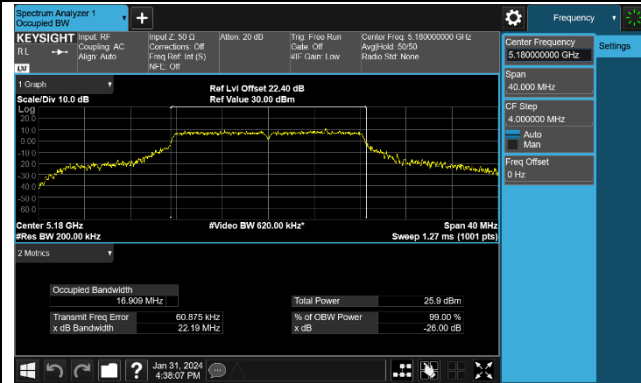 Spectrum Analyzer 1
Occupied BW
Frequency
KEYSIGHT
RL
LXI
Input: RF
Coupling: AC
Align: Auto
Input Z: 50 Ω
Corrections: Off
Freq Ref: Int (S)
NFE: Off
Atten: 20 dB
Trig: Free Run
Gate: Off
#IF Gain: Low
Center Freq: 5.180000000 GHz
Avg|Hold: 50/50
Radio Std: None
Center Frequency
5.180000000 GHz
Settings
Span
40.000 MHz
CF Step
4.000000 MHz
Auto
Man
Freq Offset
0 Hz
1 Graph
Scale/Div 10.0 dB
Ref Lvl Offset 22.40 dB
Ref Value 30.00 dBm
Log
20.0
10.0
0.00
-10.0
-20.0
-30.0
-40.0
-50.0
-60.0
Center 5.18 GHz
#Video BW 620.00 kHz*
Span 40 MHz
#Res BW 200.00 kHz
Sweep 1.27 ms (1001 pts)
2 Metrics
Occupied Bandwidth
16.909 MHz
Total Power
25.9 dBm
Transmit Freq Error
60.875 kHz
% of OBW Power
99.00 %
x dB Bandwidth
22.19 MHz
x dB
-26.00 dB
?
Jan 31, 2024
4:38:07 PM